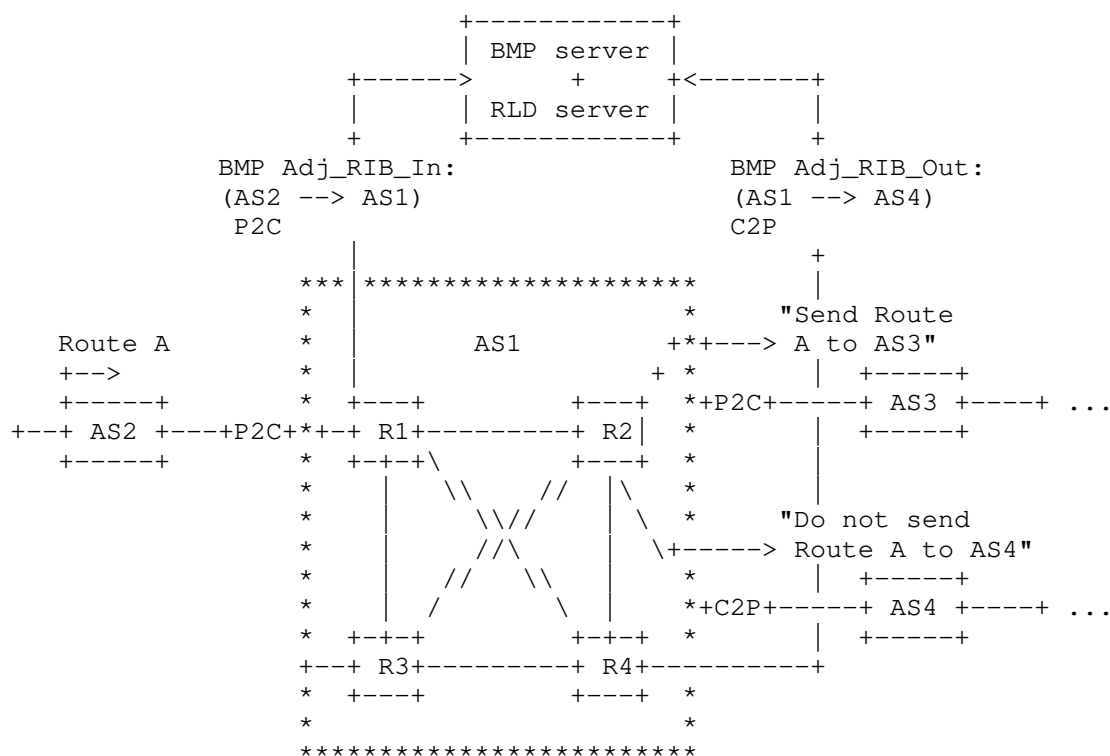 BMP server
RLD server
BMP Adj_RIB_In: BMP Adj_RIB_Out:
(AS2 --> AS1) (AS1 --> AS4)
P2C C2P
"Send Route
Route A AS1 A to AS3"
R1 R2 P2C AS3 ...
AS2 P2C
"Do not send
Route A to AS4"
C2P AS4 ...
R3 R4